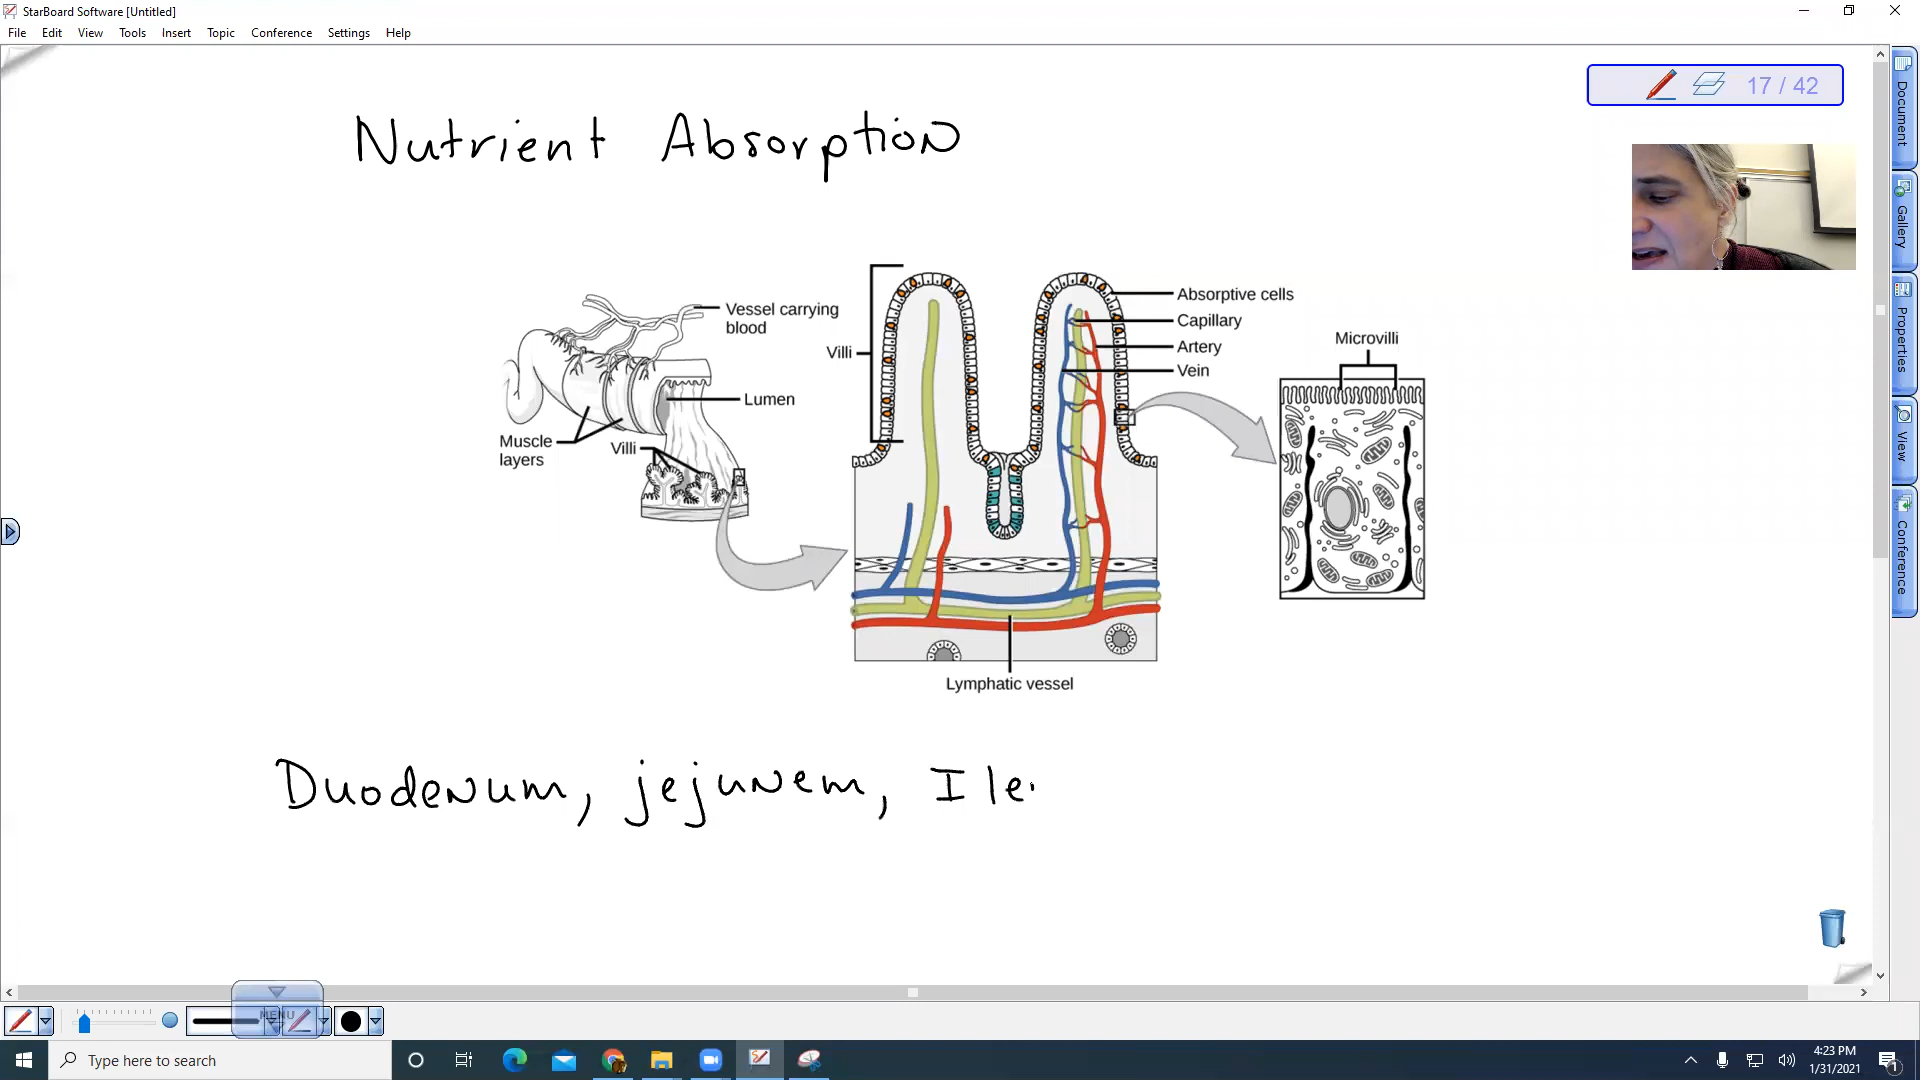 StarBoard Software [Untitled]
File Edit View Tools Insert Topic Conference Settings Help
17 / 42
Document
Gallery
Properties
View
Conference
Nutrient Absorption
Vessel carrying
blood
Lumen
Muscle
layers
Villi
Villi
Absorptive cells
Capillary
Artery
Vein
Microvilli
Lymphatic vessel
Duodenum, jejunem, Ile
MENU
Type here to search
4:23 PM
1/31/2021
1